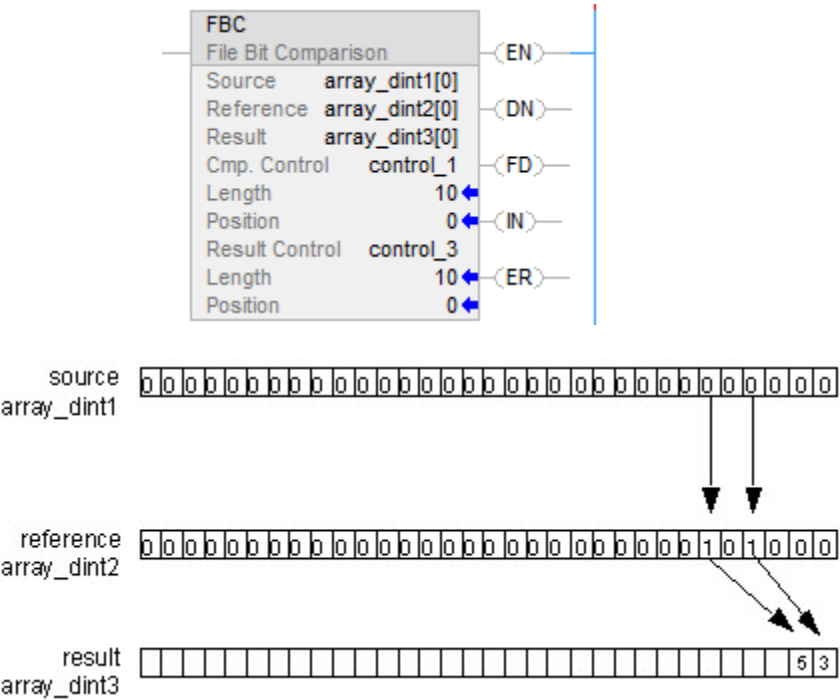 FBC
File Bit Comparison EN
Source array_dint1[0]
Reference array_dint2[0] DN
Result array_dint3[0]
Cmp. Control control_1 FD
Length 10
Position 0 IN
Result Control control_3
Length 10 ER
Position 0
source 0 0 0 0 0 0 0 0 0 0 0 0 0 0 0 0 0 0 0 0 0 0 0 0 0 0 0 0 0 0 0 0
array_dint1
reference 0 0 0 0 0 0 0 0 0 0 0 0 0 0 0 0 0 0 0 0 0 0 0 0 0 0 1 0 1 0 0 0
array_dint2
result 5 3
array_dint3